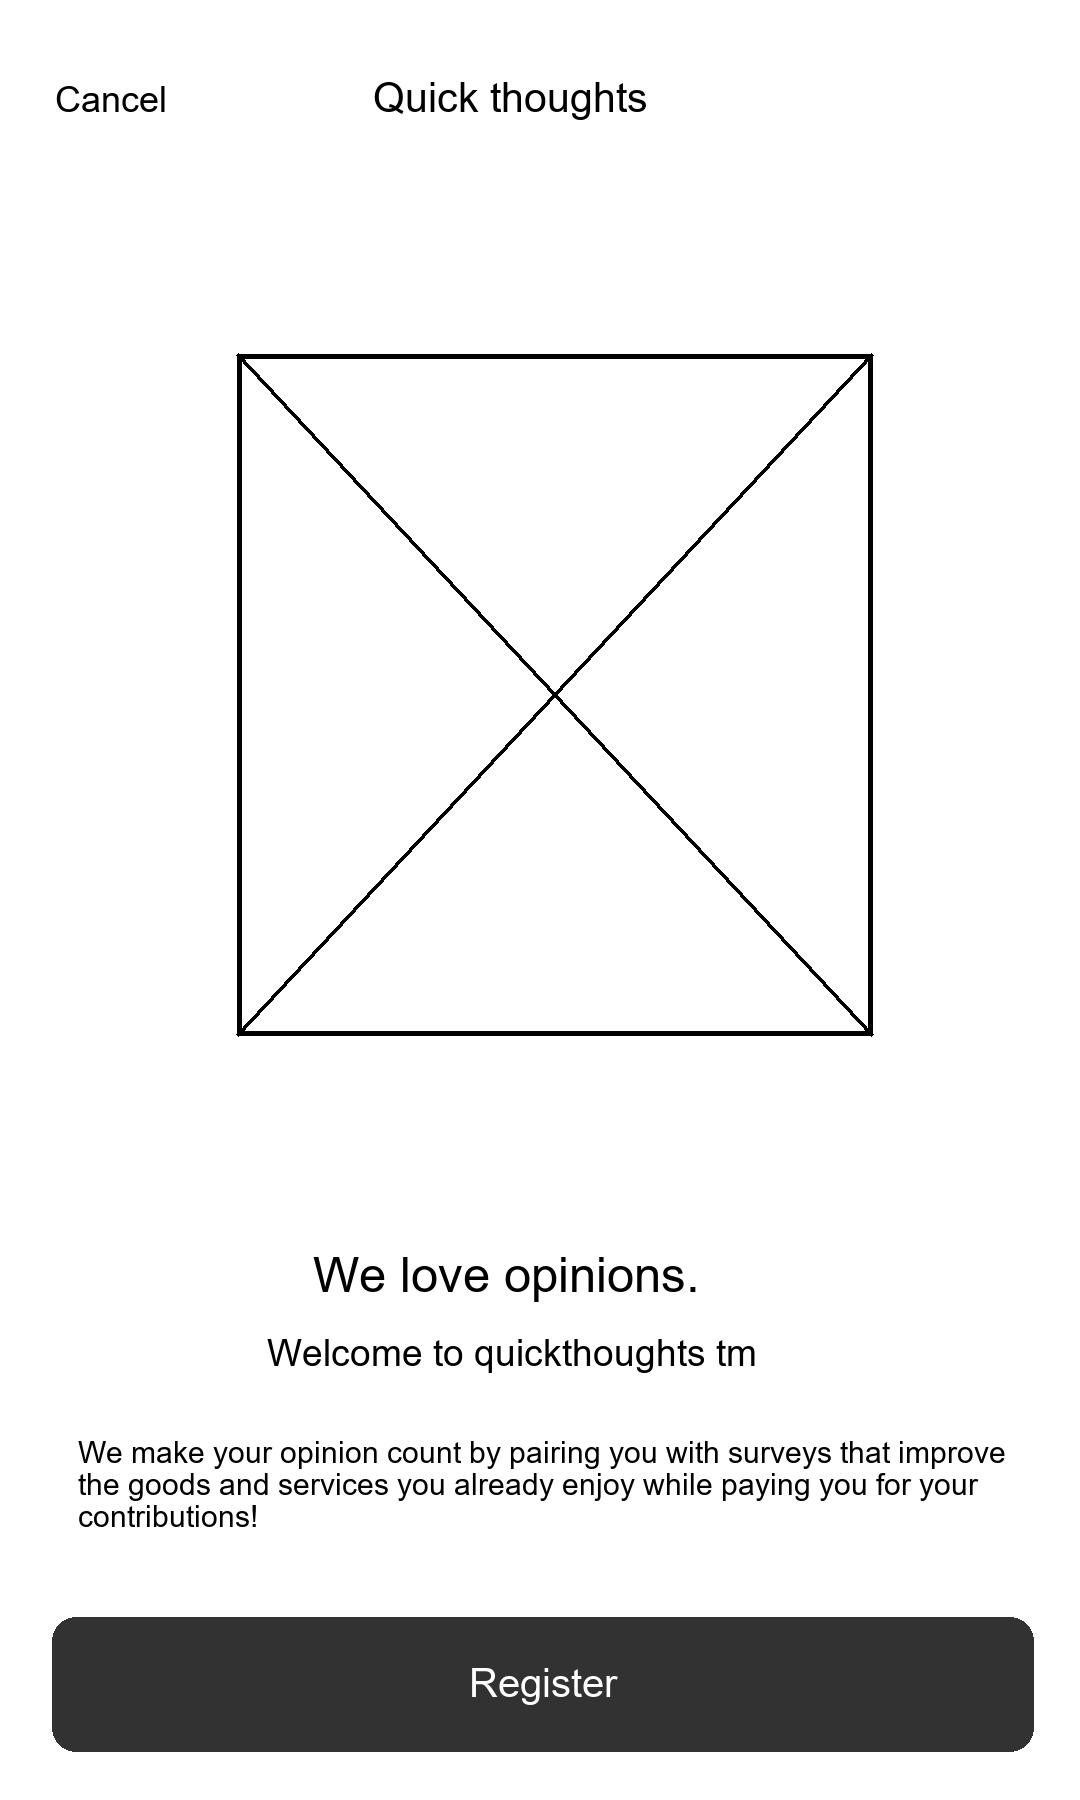 Cancel
Quick thoughts
We love opinions.
Welcome to quickthoughts tm
We make your opinion count by pairing you with surveys that improve
the goods and services you already enjoy while paying you for your
contributions!
Register